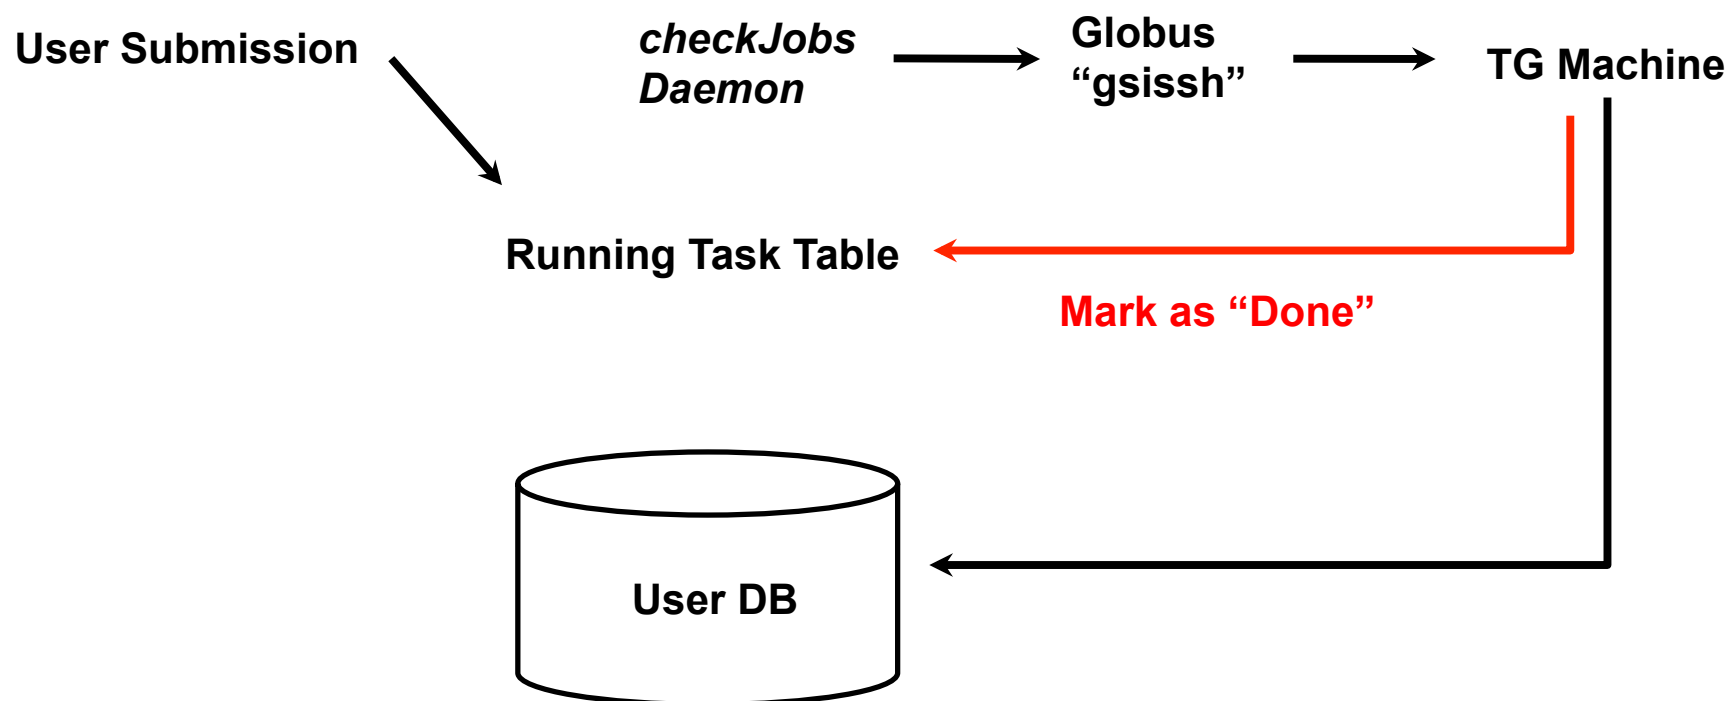 User Submission
checkJobs
Daemon
Globus
“gsissh”
TG Machine
Running Task Table
Mark as “Done”
User DB